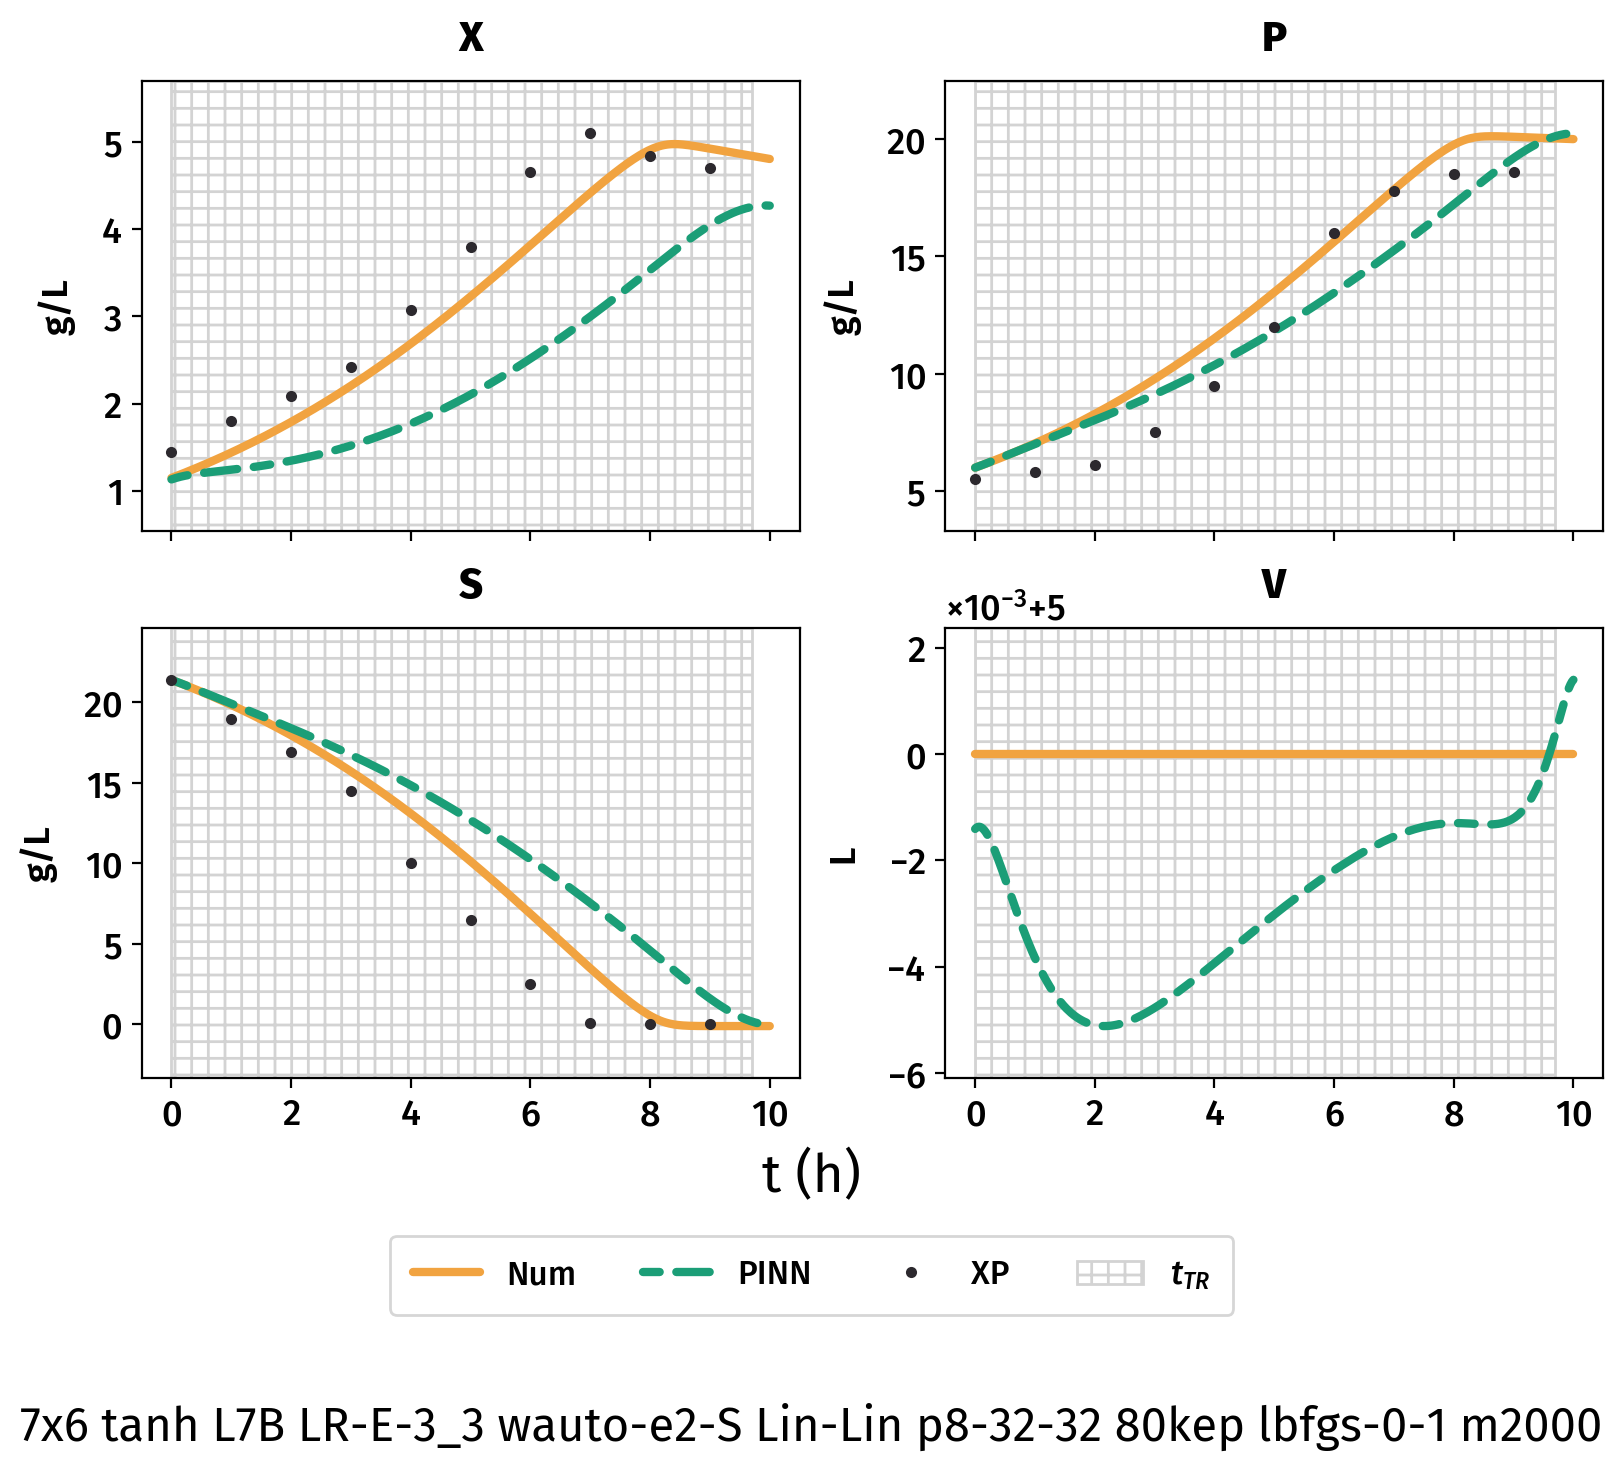 X
P
5
4
3
2
1
g/L
20
15
10
5
g/L
S
V
×10⁻³+5
20
15
10
5
0
g/L
2
0
−2
−4
−6
L
0 2 4 6 8 10
0 2 4 6 8 10
t (h)
Num PINN XP t_TR
7x6 tanh L7B LR-E-3_3 wauto-e2-S Lin-Lin p8-32-32 80kep lbfgs-0-1 m2000